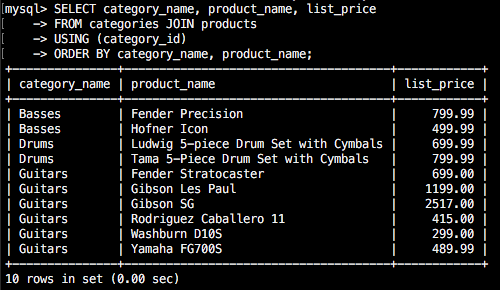 mysql> SELECT category_name, product_name, list_price
    -> FROM categories JOIN products
    -> USING (category_id)
    -> ORDER BY category_name, product_name;
+---------------+------------------------------------+------------+
| category_name | product_name                       | list_price |
+---------------+------------------------------------+------------+
| Basses        | Fender Precision                   |     799.99 |
| Basses        | Hofner Icon                        |     499.99 |
| Drums         | Ludwig 5-piece Drum Set with Cymbals |     699.99 |
| Drums         | Tama 5-Piece Drum Set with Cymbals |     799.99 |
| Guitars       | Fender Stratocaster                |     699.00 |
| Guitars       | Gibson Les Paul                    |    1199.00 |
| Guitars       | Gibson SG                          |    2517.00 |
| Guitars       | Rodriguez Caballero 11             |     415.00 |
| Guitars       | Washburn D10S                      |     299.00 |
| Guitars       | Yamaha FG700S                      |     489.99 |
+---------------+------------------------------------+------------+
10 rows in set (0.00 sec)